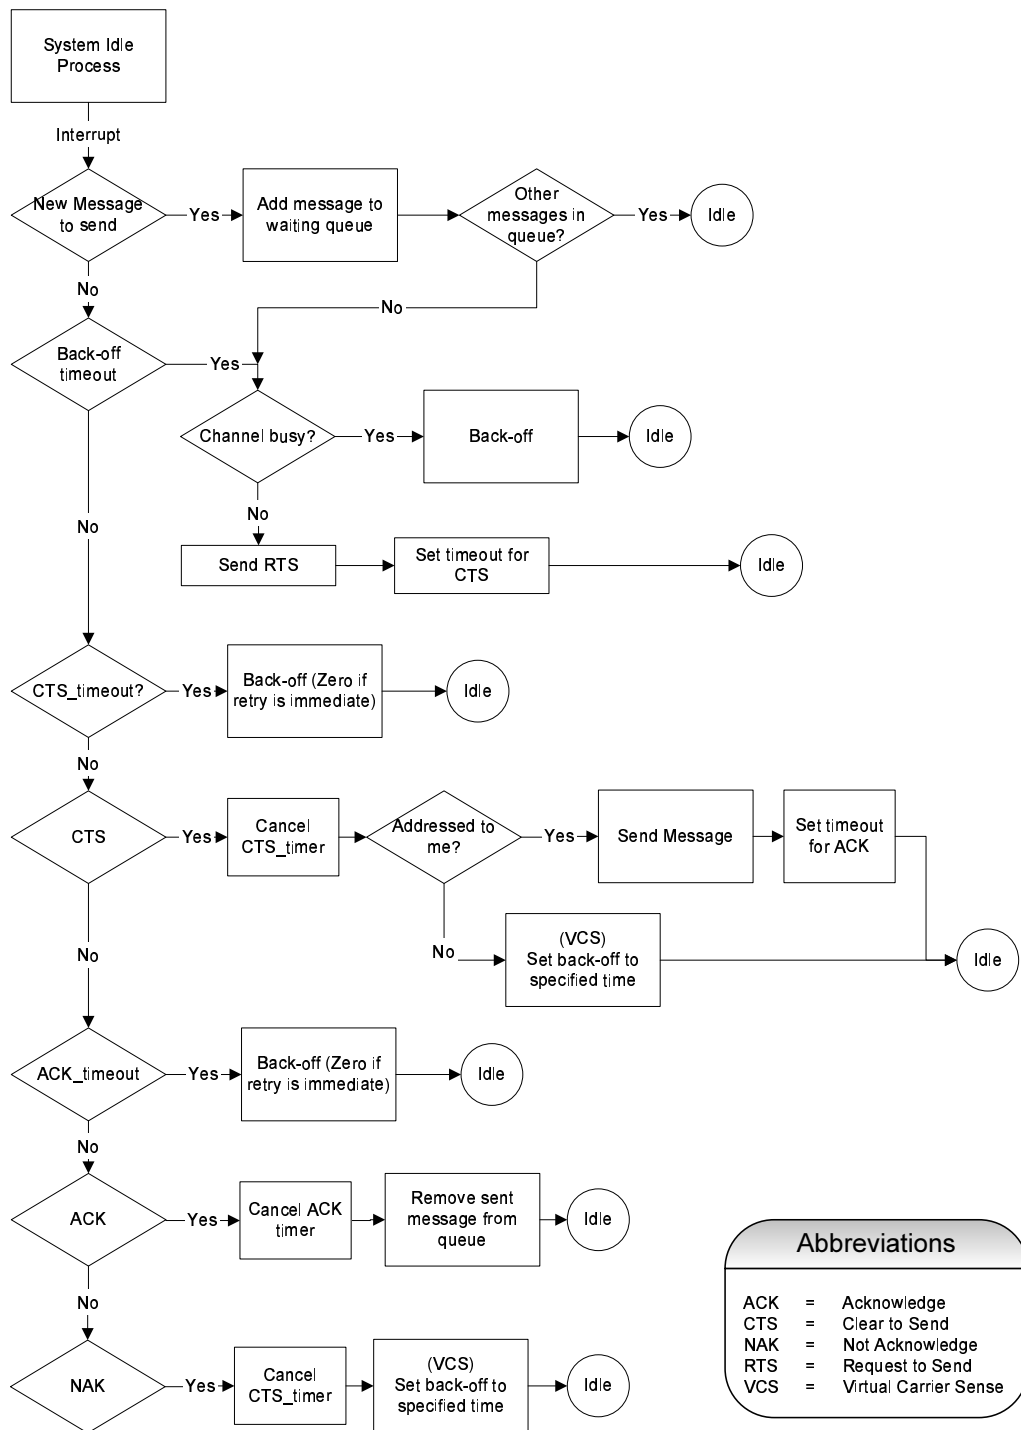 System Idle
Process
Interrupt
New Message
to send
Yes
Add message to
waiting queue
Other
messages in
queue?
Yes
Idle
No
No
Back-off
timeout
Yes
Channel busy?
Yes
Back-off
Idle
No
No
Send RTS
Set timeout for
CTS
Idle
CTS_timeout?
Yes
Back-off (Zero if
retry is immediate)
Idle
No
CTS
Yes
Cancel
CTS_timer
Addressed to
me?
Yes
Send Message
Set timeout
for ACK
No
No
(VCS)
Set back-off to
specified time
Idle
ACK_timeout
Yes
Back-off (Zero if
retry is immediate)
Idle
No
ACK
Yes
Cancel ACK
timer
Remove sent
message from
queue
Idle
No
NAK
Yes
Cancel
CTS_timer
(VCS)
Set back-off to
specified time
Idle
Abbreviations
ACK = Acknowledge
CTS = Clear to Send
NAK = Not Acknowledge
RTS = Request to Send
VCS = Virtual Carrier Sense